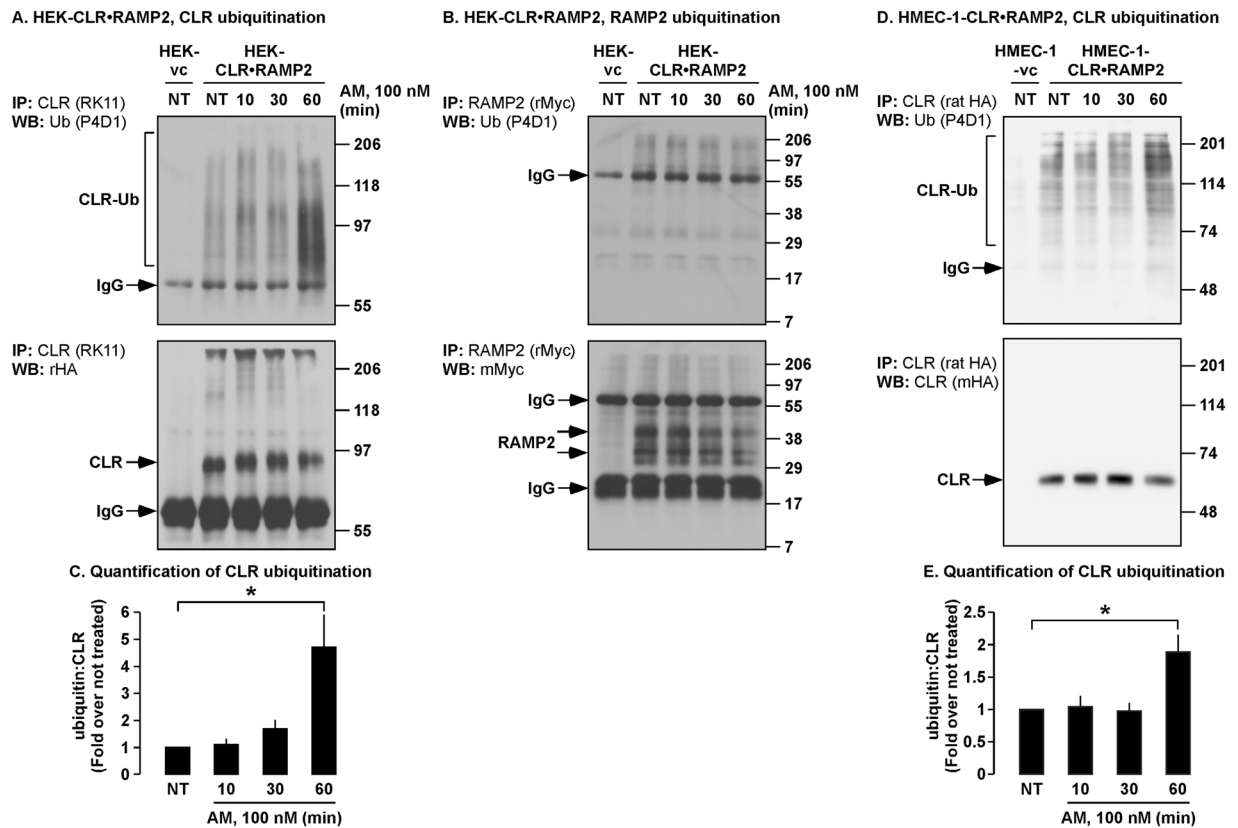 A. HEK-CLR•RAMP2, CLR ubiquitination
HEK-
vc
HEK-
CLR•RAMP2
NT NT 10 30 60
AM, 100 nM
(min)
IP: CLR (RK11)
WB: Ub (P4D1)
CLR-Ub
IgG
206
118
97
55
IP: CLR (RK11)
WB: rHA
CLR
IgG
206
118
97
55
B. HEK-CLR•RAMP2, RAMP2 ubiquitination
HEK-
vc
HEK-
CLR•RAMP2
NT NT 10 30 60
AM, 100 nM
(min)
IP: RAMP2 (rMyc)
WB: Ub (P4D1)
IgG
206
97
55
38
29
17
7
IP: RAMP2 (rMyc)
WB: mMyc
IgG
RAMP2
IgG
206
97
55
38
29
17
7
C. Quantification of CLR ubiquitination
ubiquitin:CLR
(Fold over not treated)
6
5
4
3
2
1
0
*
NT 10 30 60
AM, 100 nM (min)
D. HMEC-1-CLR•RAMP2, CLR ubiquitination
HMEC-1
-vc
HMEC-1-
CLR•RAMP2
NT NT 10 30 60
IP: CLR (rat HA)
WB: Ub (P4D1)
CLR-Ub
IgG
201
114
74
48
IP: CLR (rat HA)
WB: CLR (mHA)
CLR
201
114
74
48
E. Quantification of CLR ubiquitination
ubiquitin:CLR
(Fold over not treated)
2.5
2
1.5
1
0.5
0
*
NT 10 30 60
AM, 100 nM (min)